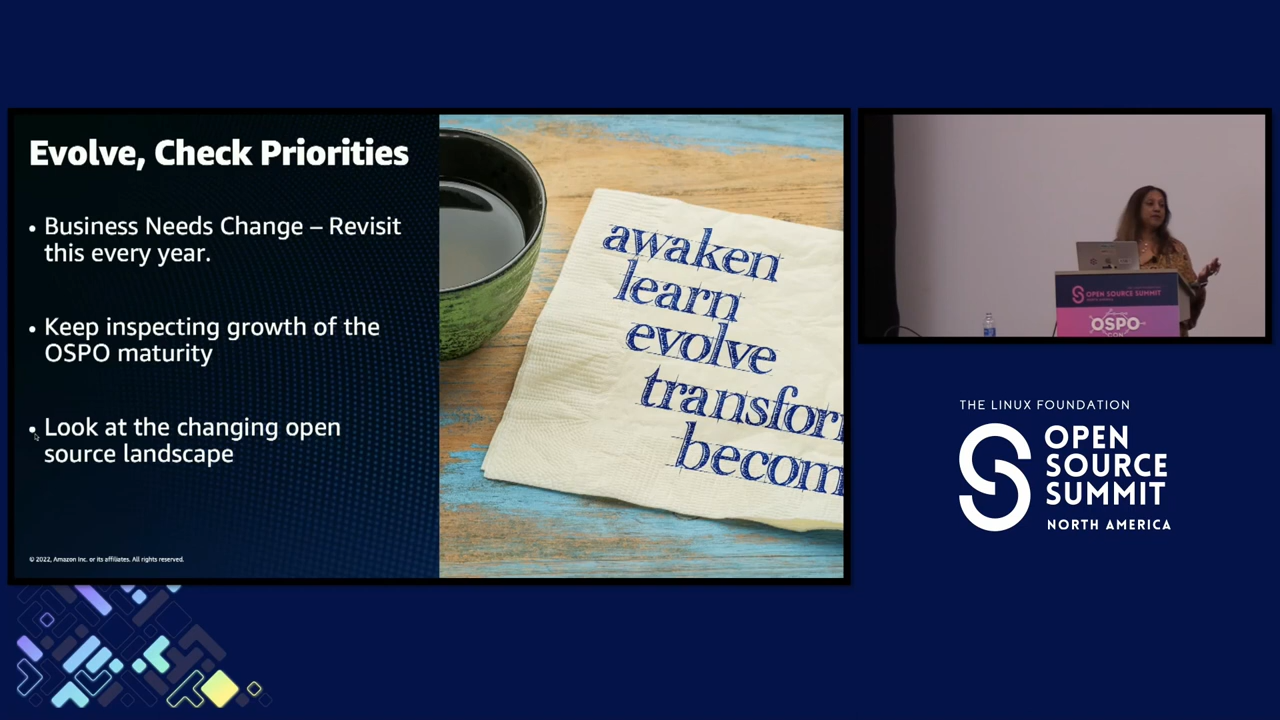 Evolve, Check Priorities
• Business Needs Change – Revisit
this every year.
• Keep inspecting growth of the
OSPO maturity
• Look at the changing open
source landscape
© 2022, Amazon Inc. or its affiliates. All rights reserved.
awaken
learn
evolve
transfor
becom
OPEN SOURCE SUMMIT
OSPO
CON
THE LINUX FOUNDATION
OPEN
SOURCE
SUMMIT
NORTH AMERICA